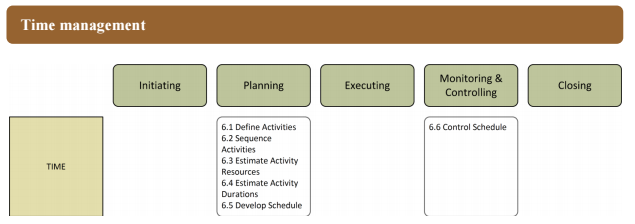 Time management
Initiating
Planning
Executing
Monitoring &
Controlling
Closing
TIME
6.1 Define Activities
6.2 Sequence
Activities
6.3 Estimate Activity
Resources
6.4 Estimate Activity
Durations
6.5 Develop Schedule
6.6 Control Schedule